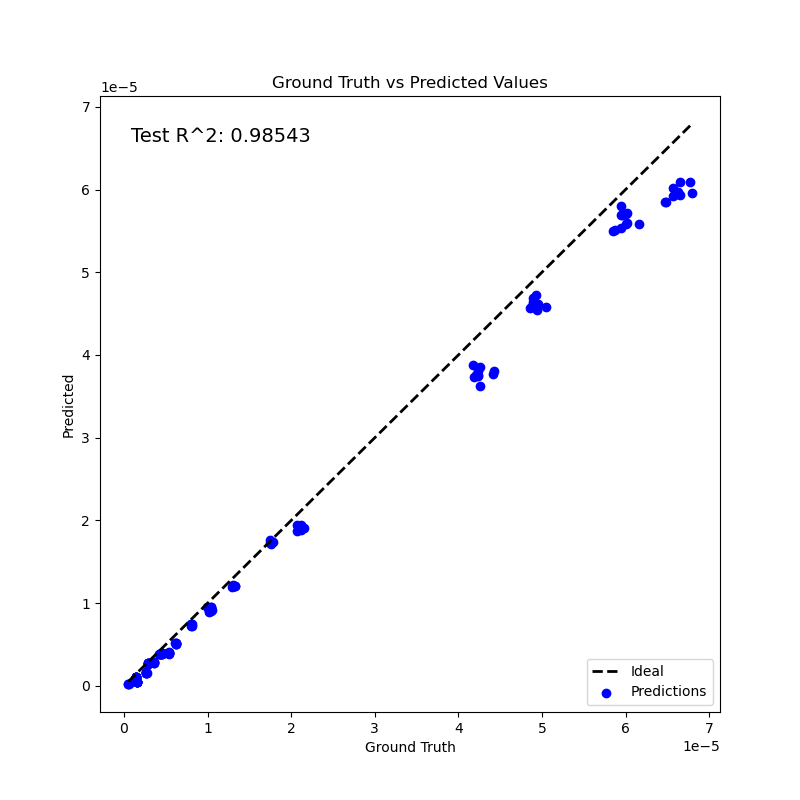 Ground Truth vs Predicted Values
1e−5
Test R^2: 0.98543
7
6
5
4
3
2
1
0
Predicted
Ideal
Predictions
0 1 2 3 4 5 6 7
1e−5
Ground Truth